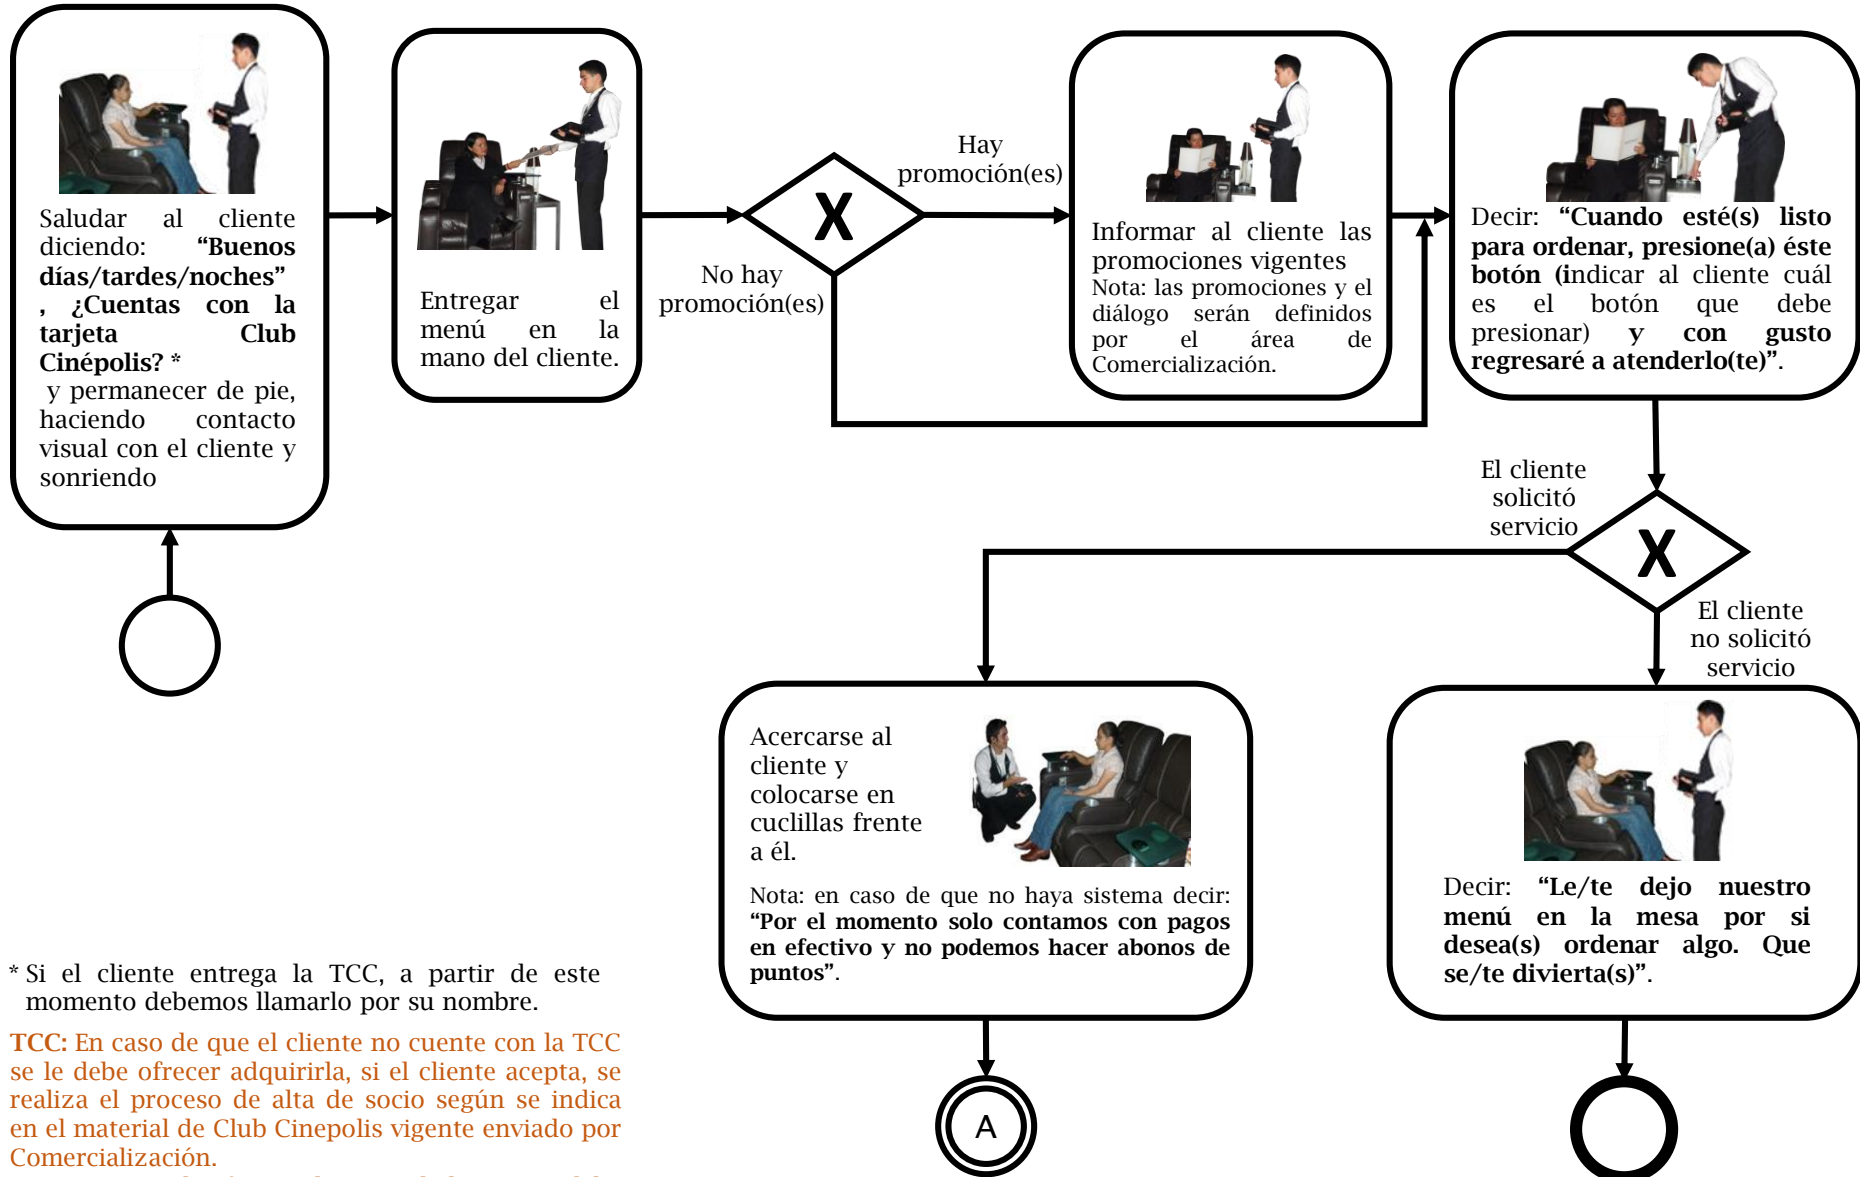 Saludar al cliente
diciendo: “Buenos
días/tardes/noches”
, ¿Cuentas con la
tarjeta Club
Cinépolis? *
y permanecer de pie,
haciendo contacto
visual con el cliente y
sonriendo
Entregar el
menú en la
mano del cliente.
X
Hay
promoción(es)
No hay
promoción(es)
Informar al cliente las
promociones vigentes
Nota: las promociones y el
diálogo serán definidos
por el área de
Comercialización.
Decir: “Cuando esté(s) listo
para ordenar, presione(a) éste
botón (indicar al cliente cuál
es el botón que debe
presionar) y con gusto
regresaré a atenderlo(te)”.
El cliente
solicitó
servicio
X
El cliente
no solicitó
servicio
Acercarse al
cliente y
colocarse en
cuclillas frente
a él.
Nota: en caso de que no haya sistema decir:
“Por el momento solo contamos con pagos
en efectivo y no podemos hacer abonos de
puntos”.
Decir: “Le/te dejo nuestro
menú en la mesa por si
desea(s) ordenar algo. Que
se/te divierta(s)”.
A
* Si el cliente entrega la TCC, a partir de este
momento debemos llamarlo por su nombre.
TCC: En caso de que el cliente no cuente con la TCC
se le debe ofrecer adquirirla, si el cliente acepta, se
realiza el proceso de alta de socio según se indica
en el material de Club Cinepolis vigente enviado por
Comercialización.